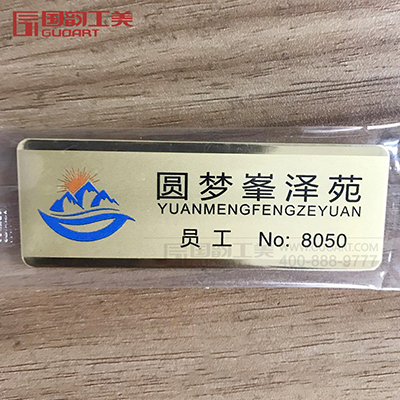 国韵工美
GUOART
圆梦峯泽苑
YUANMENGFENGZEYUAN
员工 No: 8050
国韵工美
400-888-9777